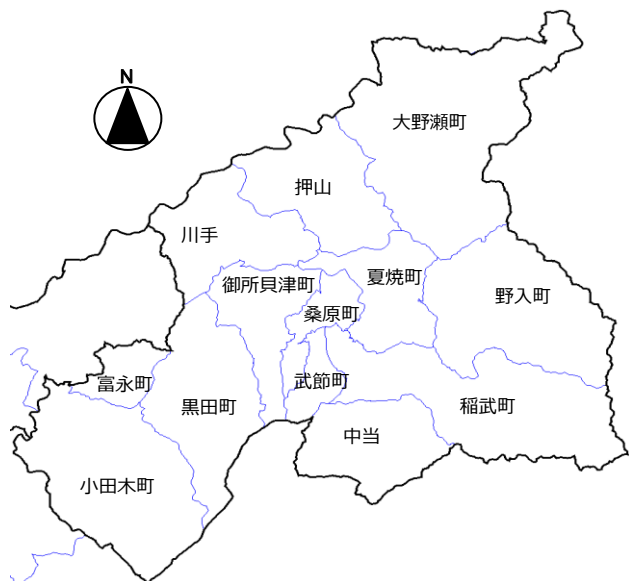 N
大野瀬町
押山
川手
夏焼町
御所貝津町
野入町
桑原町
富永町
武節町
黒田町
稲武町
中当
小田木町